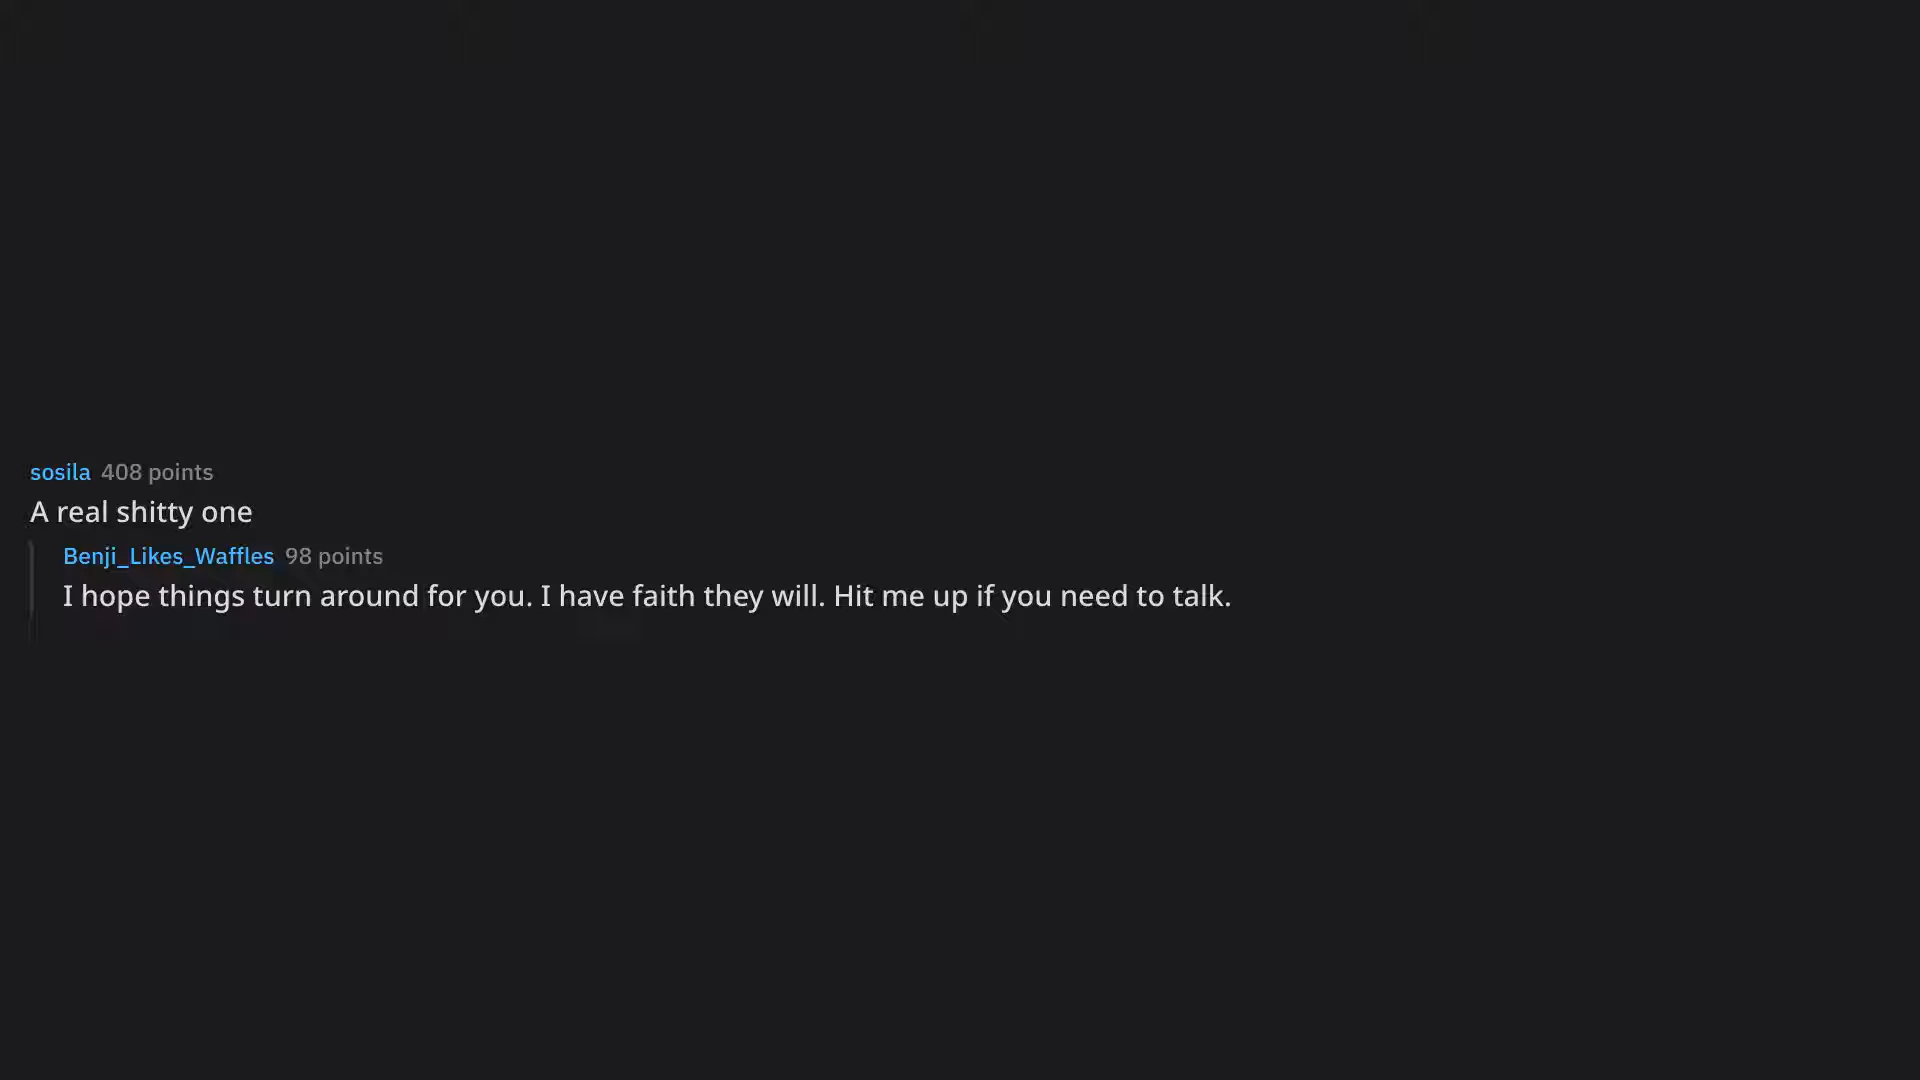 sosila 408 points
A real shitty one
Benji_Likes_Waffles 98 points
I hope things turn around for you. I have faith they will. Hit me up if you need to talk.